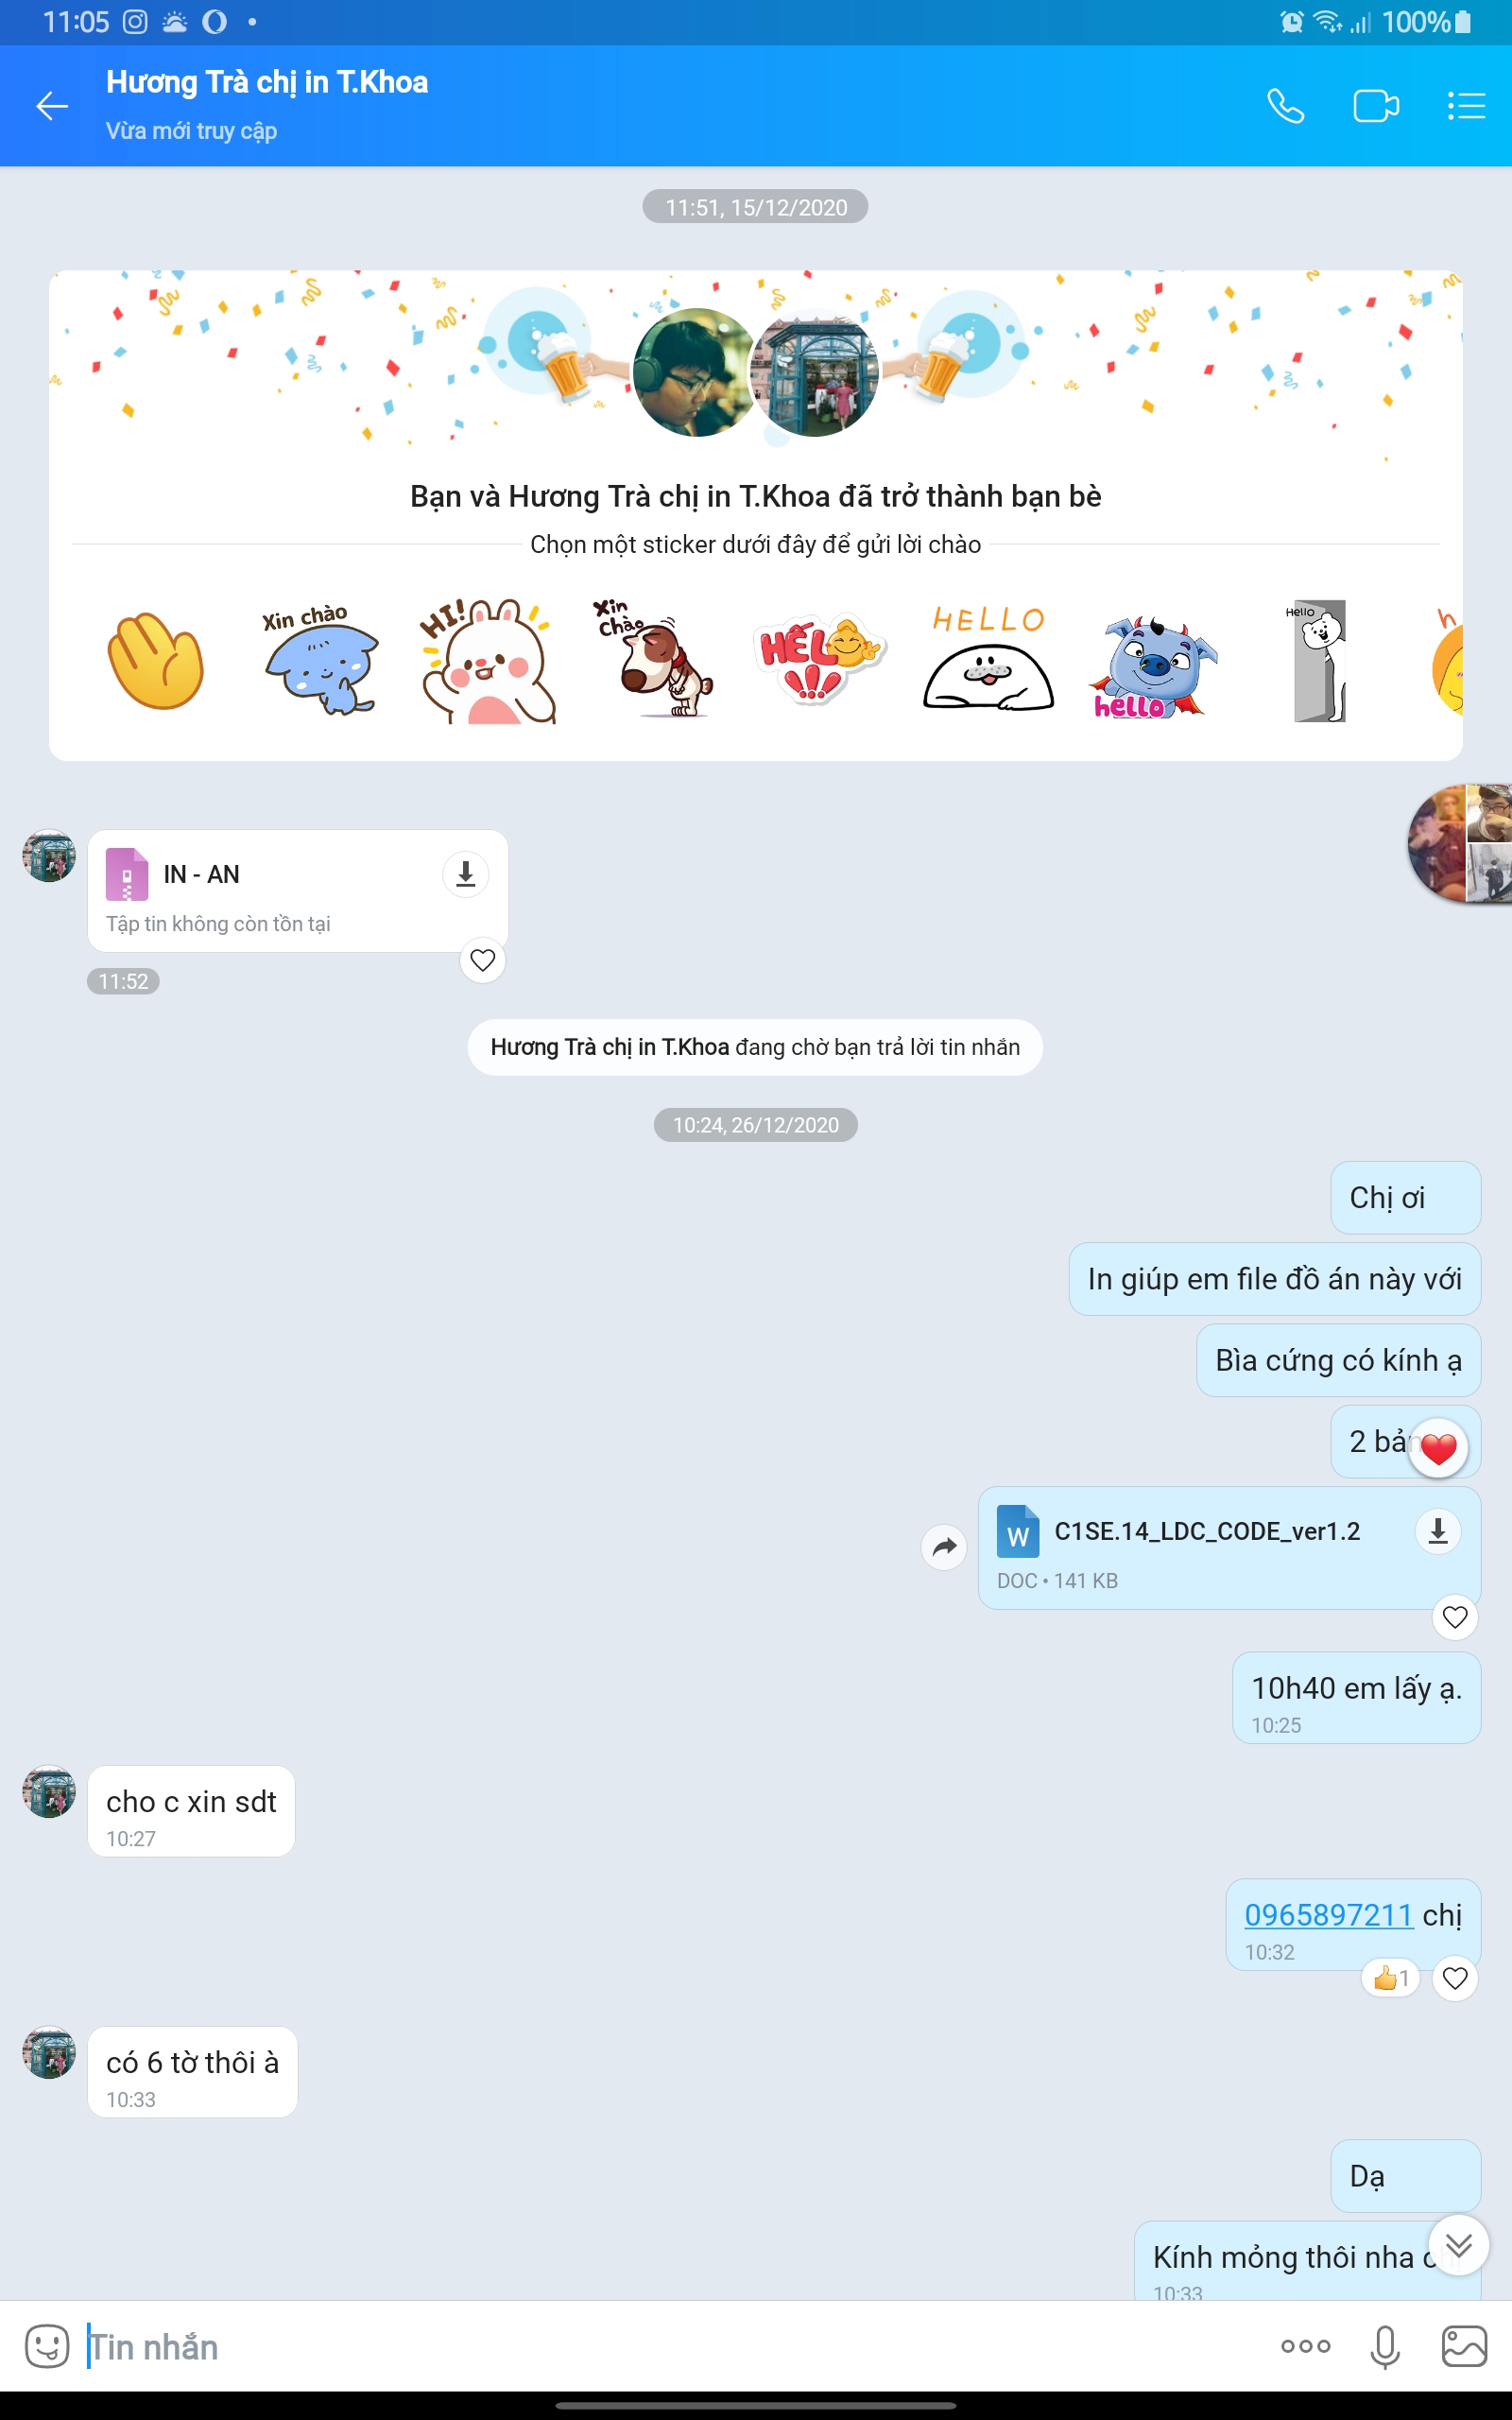 11:05
100%
Hương Trà chị in T.Khoa
Vừa mới truy cập
11:51, 15/12/2020
Bạn và Hương Trà chị in T.Khoa đã trở thành bạn bè
Chọn một sticker dưới đây để gửi lời chào
Xin chào
HI!
Xin
Chào
HÉL
!!!
HELLO
hello
Hello
h
IN - AN
Tập tin không còn tồn tại
11:52
Hương Trà chị in T.Khoa đang chờ bạn trả lời tin nhắn
10:24, 26/12/2020
Chị ơi
In giúp em file đồ án này với
Bìa cứng có kính ạ
2 bản
W
C1SE.14_LDC_CODE_ver1.2
DOC • 141 KB
10h40 em lấy ạ.
10:25
cho c xin sdt
10:27
0965897211 chị
10:32
1
có 6 tờ thôi à
10:33
Dạ
Kính mỏng thôi nha
10:33
Tin nhắn